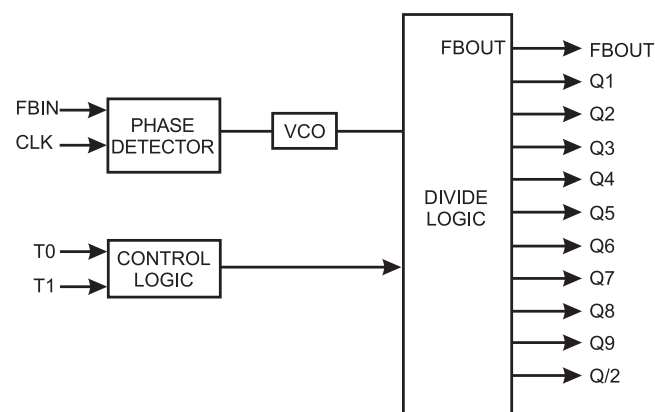 FBOUT
FBOUT
Q1
FBIN
PHASE
DETECTOR
CLK
VCO
Q2
Q3
Q4
DIVIDE
LOGIC
Q5
T0
CONTROL
LOGIC
T1
Q6
Q7
Q8
Q9
Q/2